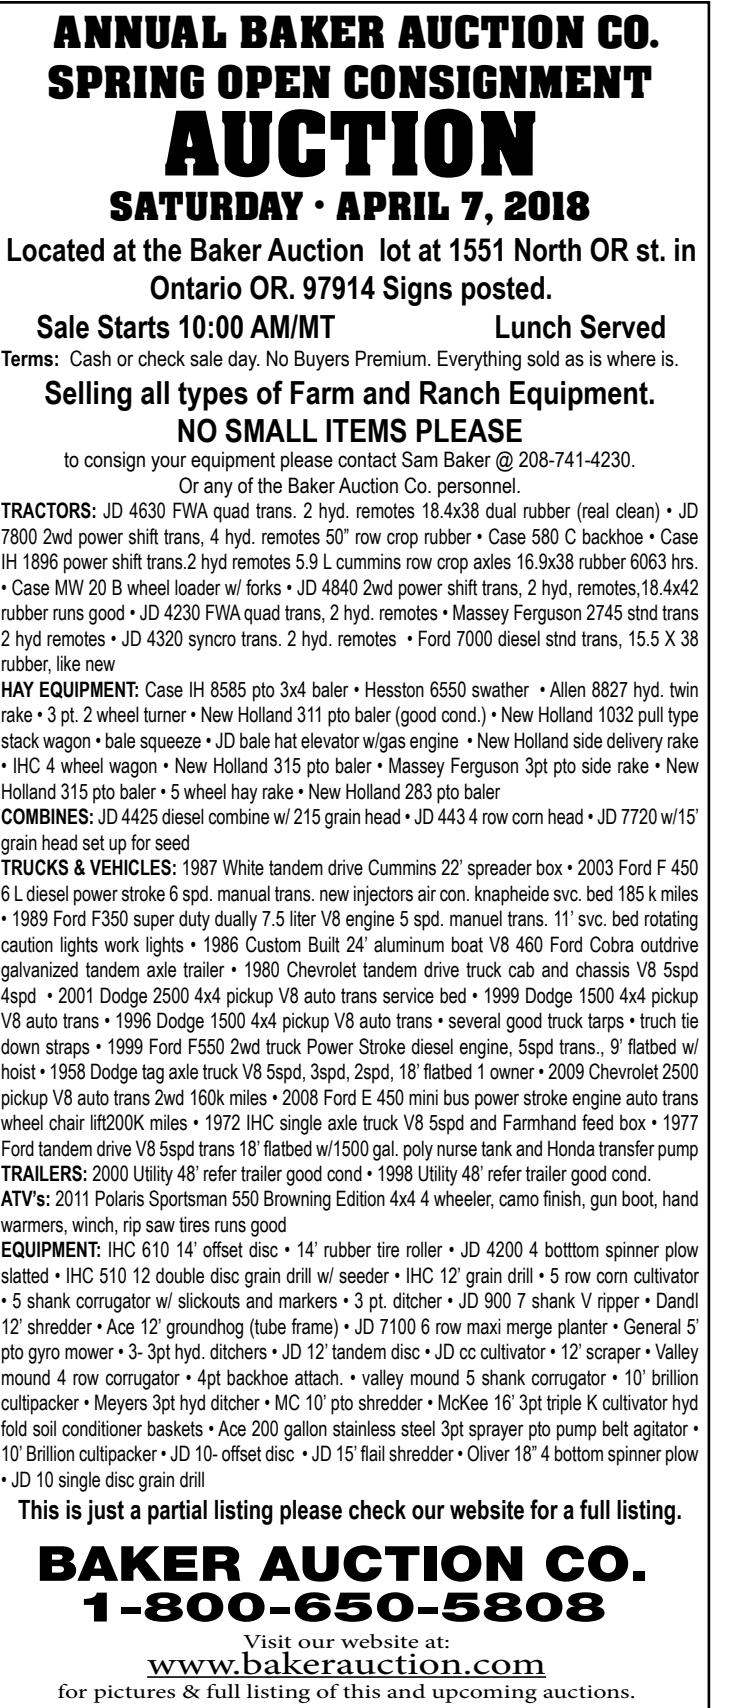 ANNUAL BAKER AUCTION CO.
SPRING OPEN CONSIGNMENT
AUCTION
SATURDAY • APRIL 7, 2018
Located at the Baker Auction lot at 1551 North OR st. in
Ontario OR. 97914 Signs posted.
Sale Starts 10:00 AM/MT Lunch Served
Terms: Cash or check sale day. No Buyers Premium. Everything sold as is where is.
Selling all types of Farm and Ranch Equipment.
NO SMALL ITEMS PLEASE
to consign your equipment please contact Sam Baker @ 208-741-4230.
Or any of the Baker Auction Co. personnel.
TRACTORS: JD 4630 FWA quad trans. 2 hyd. remotes 18.4x38 dual rubber (real clean) • JD
7800 2wd power shift trans, 4 hyd. remotes 50” row crop rubber • Case 580 C backhoe • Case
IH 1896 power shift trans.2 hyd remotes 5.9 L cummins row crop axles 16.9x38 rubber 6063 hrs.
• Case MW 20 B wheel loader w/ forks • JD 4840 2wd power shift trans, 2 hyd, remotes,18.4x42
rubber runs good • JD 4230 FWA quad trans, 2 hyd. remotes • Massey Ferguson 2745 stnd trans
2 hyd remotes • JD 4320 syncro trans. 2 hyd. remotes • Ford 7000 diesel stnd trans, 15.5 X 38
rubber, like new
HAY EQUIPMENT: Case IH 8585 pto 3x4 baler • Hesston 6550 swather • Allen 8827 hyd. twin
rake • 3 pt. 2 wheel turner • New Holland 311 pto baler (good cond.) • New Holland 1032 pull type
stack wagon • bale squeeze • JD bale hat elevator w/gas engine • New Holland side delivery rake
• IHC 4 wheel wagon • New Holland 315 pto baler • Massey Ferguson 3pt pto side rake • New
Holland 315 pto baler • 5 wheel hay rake • New Holland 283 pto baler
COMBINES: JD 4425 diesel combine w/ 215 grain head • JD 443 4 row corn head • JD 7720 w/15’
grain head set up for seed
TRUCKS & VEHICLES: 1987 White tandem drive Cummins 22’ spreader box • 2003 Ford F 450
6 L diesel power stroke 6 spd. manual trans. new injectors air con. knapheide svc. bed 185 k miles
• 1989 Ford F350 super duty dually 7.5 liter V8 engine 5 spd. manuel trans. 11’ svc. bed rotating
caution lights work lights • 1986 Custom Built 24’ aluminum boat V8 460 Ford Cobra outdrive
galvanized tandem axle trailer • 1980 Chevrolet tandem drive truck cab and chassis V8 5spd
4spd • 2001 Dodge 2500 4x4 pickup V8 auto trans service bed • 1999 Dodge 1500 4x4 pickup
V8 auto trans • 1996 Dodge 1500 4x4 pickup V8 auto trans • several good truck tarps • truch tie
down straps • 1999 Ford F550 2wd truck Power Stroke diesel engine, 5spd trans., 9’ flatbed w/
hoist • 1958 Dodge tag axle truck V8 5spd, 3spd, 2spd, 18’ flatbed 1 owner • 2009 Chevrolet 2500
pickup V8 auto trans 2wd 160k miles • 2008 Ford E 450 mini bus power stroke engine auto trans
wheel chair lift200K miles • 1972 IHC single axle truck V8 5spd and Farmhand feed box • 1977
Ford tandem drive V8 5spd trans 18’ flatbed w/1500 gal. poly nurse tank and Honda transfer pump
TRAILERS: 2000 Utility 48’ refer trailer good cond • 1998 Utility 48’ refer trailer good cond.
ATV’s: 2011 Polaris Sportsman 550 Browning Edition 4x4 4 wheeler, camo finish, gun boot, hand
warmers, winch, rip saw tires runs good
EQUIPMENT: IHC 610 14’ offset disc • 14’ rubber tire roller • JD 4200 4 botttom spinner plow
slatted • IHC 510 12 double disc grain drill w/ seeder • IHC 12’ grain drill • 5 row corn cultivator
• 5 shank corrugator w/ slickouts and markers • 3 pt. ditcher • JD 900 7 shank V ripper • Dandl
12’ shredder • Ace 12’ groundhog (tube frame) • JD 7100 6 row maxi merge planter • General 5’
pto gyro mower • 3- 3pt hyd. ditchers • JD 12’ tandem disc • JD cc cultivator • 12’ scraper • Valley
mound 4 row corrugator • 4pt backhoe attach. • valley mound 5 shank corrugator • 10’ brillion
cultipacker • Meyers 3pt hyd ditcher • MC 10’ pto shredder • McKee 16’ 3pt triple K cultivator hyd
fold soil conditioner baskets • Ace 200 gallon stainless steel 3pt sprayer pto pump belt agitator •
10’ Brillion cultipacker • JD 10- offset disc • JD 15’ flail shredder • Oliver 18” 4 bottom spinner plow
• JD 10 single disc grain drill
This is just a partial listing please check our website for a full listing.
BAKER AUCTION CO.
1-800-650-5808
Visit our website at:
www.bakerauction.com
for pictures & full listing of this and upcoming auctions.